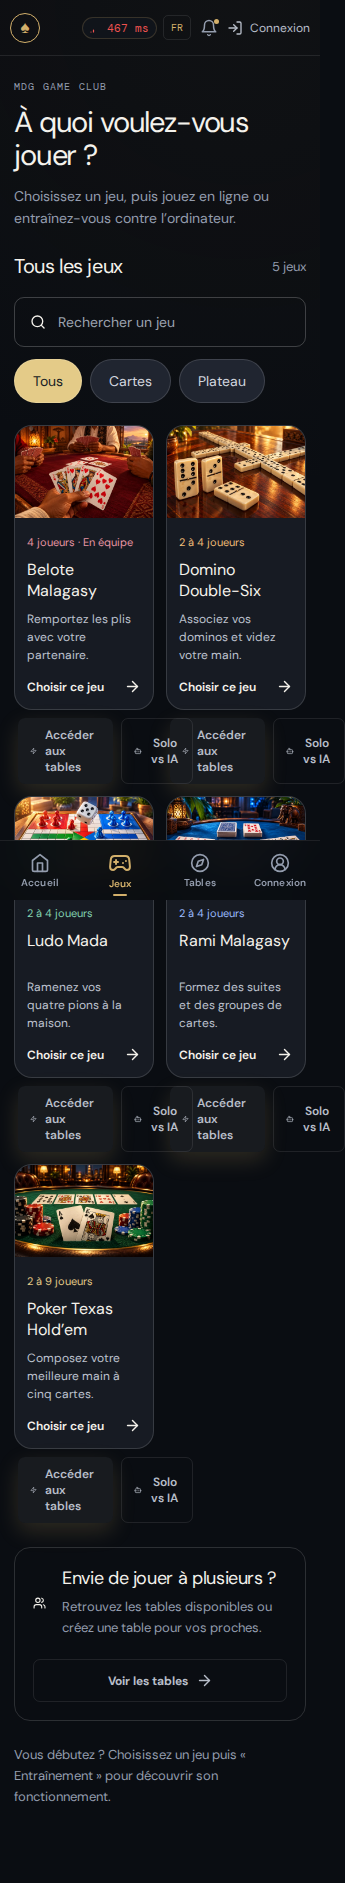 467 ms
FR
Connexion
MDG GAME CLUB
À quoi voulez-vous
jouer ?
Choisissez un jeu, puis jouez en ligne ou
entraînez-vous contre l'ordinateur.
Tous les jeux
5 jeux
Rechercher un jeu
Tous
Cartes
Plateau
4 joueurs · En équipe
Belote
Malagasy
Remportez les plis
avec votre
partenaire.
Choisir ce jeu
2 à 4 joueurs
Domino
Double-Six
Associez vos
dominos et videz
votre main.
Choisir ce jeu
Accéder
aux
tables
Solo
vs IA
Accéder
aux
tables
Solo
vs IA
Accueil
Jeux
Tables
Connexion
2 à 4 joueurs
Ludo Mada
Ramenez vos
quatre pions à la
maison.
Choisir ce jeu
2 à 4 joueurs
Rami Malagasy
Formez des suites
et des groupes de
cartes.
Choisir ce jeu
Accéder
aux
tables
Solo
vs IA
Accéder
aux
tables
Solo
vs IA
2 à 9 joueurs
Poker Texas
Hold'em
Composez votre
meilleure main à
cinq cartes.
Choisir ce jeu
Accéder
aux
tables
Solo
vs IA
Envie de jouer à plusieurs ?
Retrouvez les tables disponibles ou
créez une table pour vos proches.
Voir les tables
Vous débutez ? Choisissez un jeu puis «
Entraînement » pour découvrir son
fonctionnement.